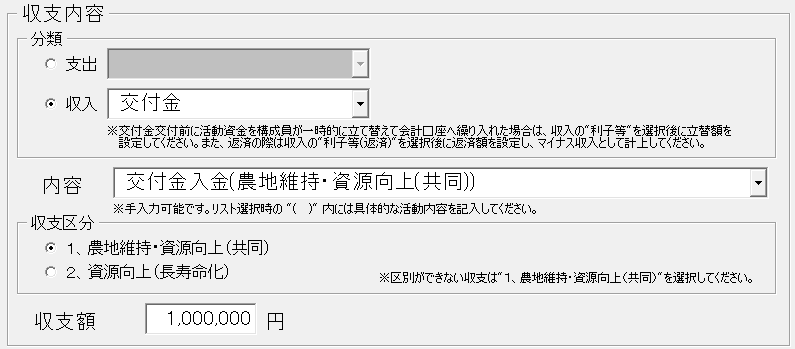 収支内容
分類
支出
収入 交付金
※交付金交付前に活動資金を構成員が一時的に立て替えて会計口座へ繰り入れた場合は、収入の"利子等"を選択後に立替額を
設定してください。また、返済の際は収入の"利子等(返済)"を選択後に返済額を設定し、マイナス収入として計上してください。
内容 交付金入金(農地維持・資源向上(共同))
※手入力可能です。リスト選択時の "( )" 内には具体的な活動内容を記入してください。
収支区分
1、農地維持・資源向上(共同)
2、資源向上(長寿命化) ※区別ができない収支は"1、農地維持・資源向上(共同)"を選択してください。
収支額 1,000,000 円